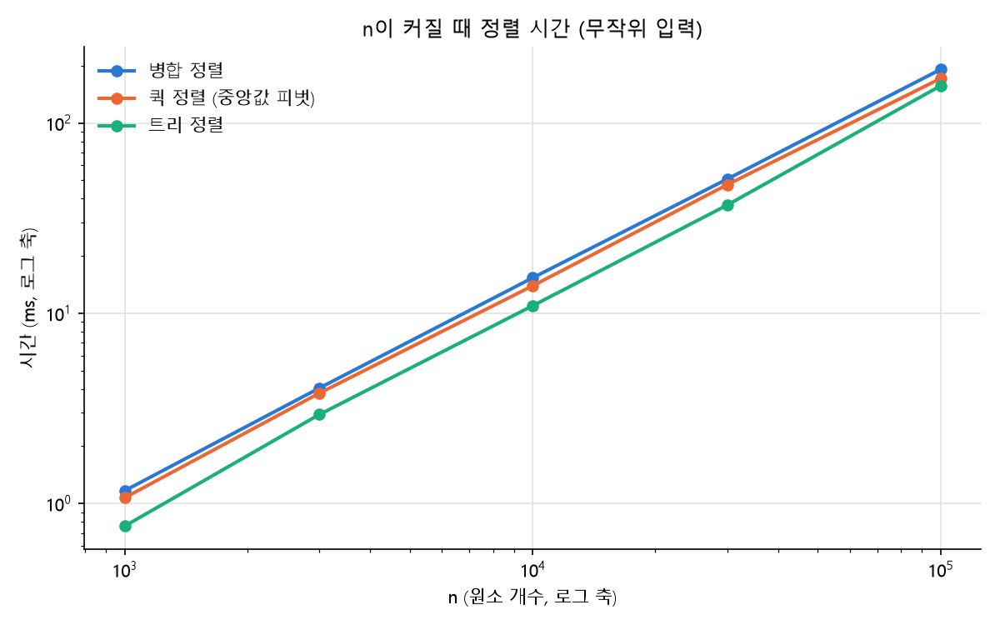 n이 커질 때 정렬 시간 (무작위 입력)
병합 정렬
퀵 정렬 (중앙값 피벗)
트리 정렬
시간 (ms, 로그 축)
10²
10¹
10⁰
10³
10⁴
10⁵
n (원소 개수, 로그 축)